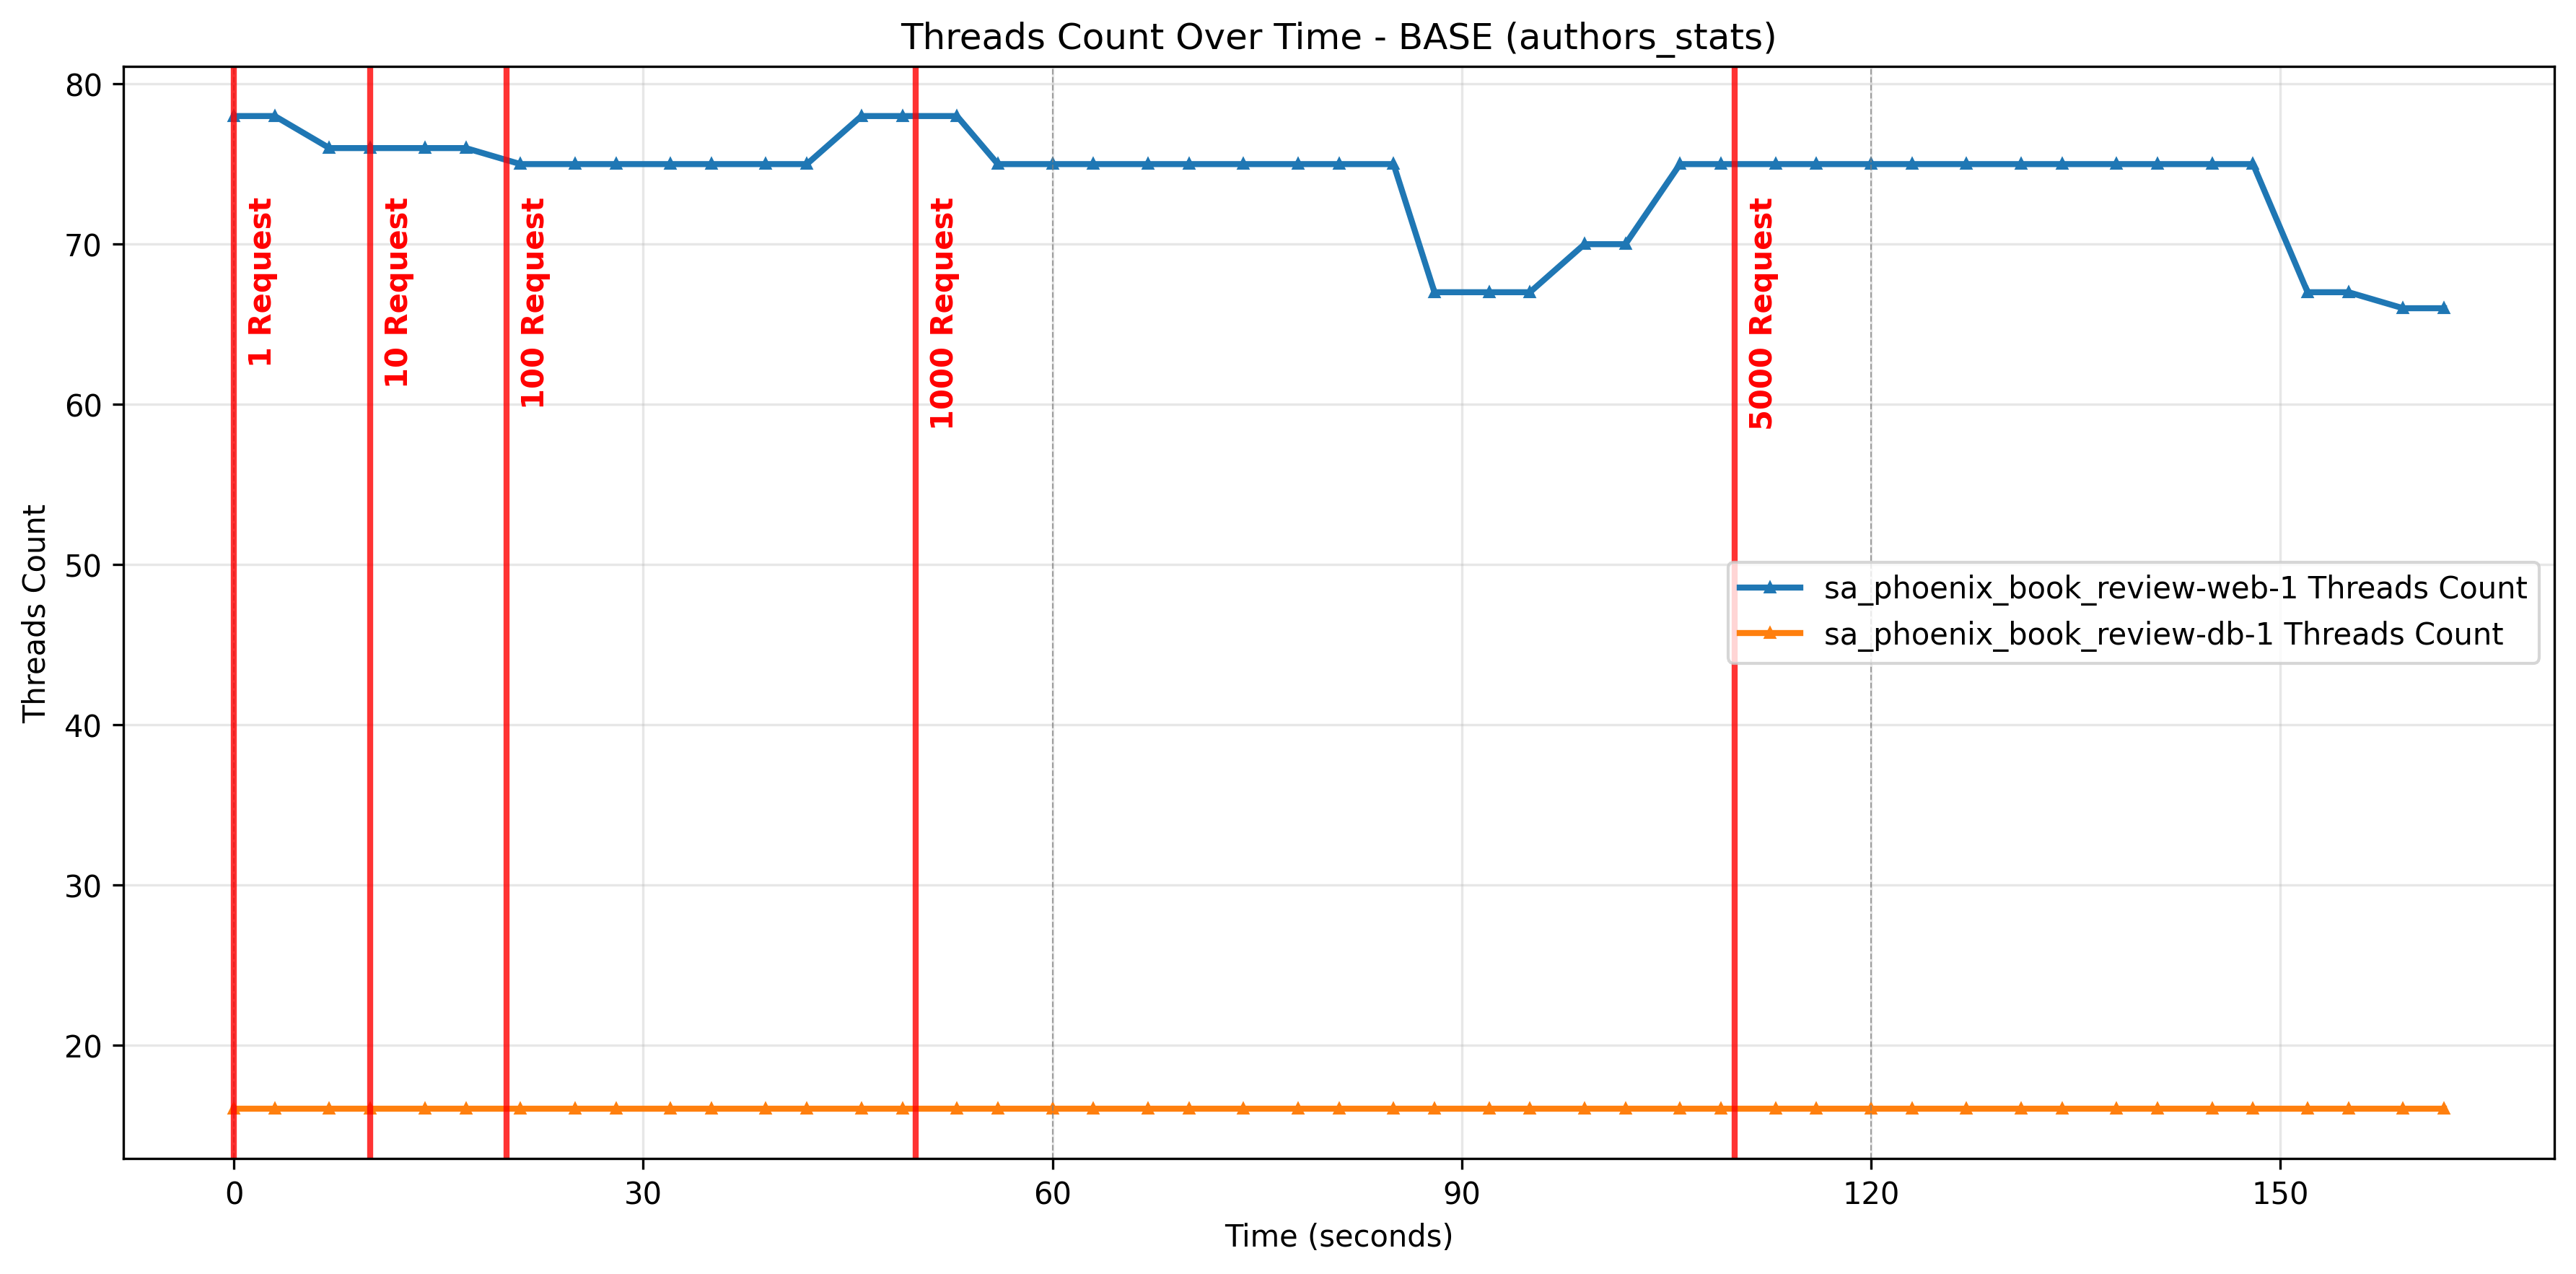 Threads Count Over Time - BASE (authors_stats)
80
70
60
50
40
30
20
Threads Count
1 Request
10 Request
100 Request
1000 Request
5000 Request
sa_phoenix_book_review-web-1 Threads Count
sa_phoenix_book_review-db-1 Threads Count
0
30
60
90
120
150
Time (seconds)